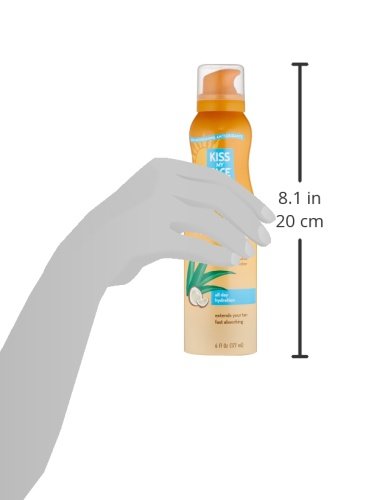 KISS
MY
FACE
all day
hydration
extends your tan
fast absorbing
6 fl oz (177 ml)
8.1 in
20 cm